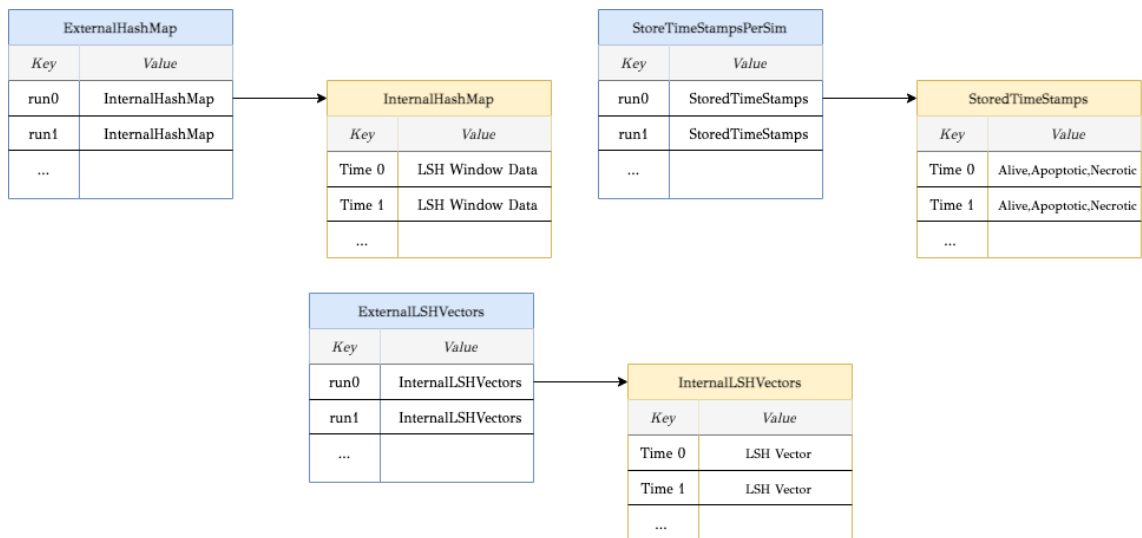 ExternalHashMap
Key Value
run0 InternalHashMap
run1 InternalHashMap
...
InternalHashMap
Key Value
Time 0 LSH Window Data
Time 1 LSH Window Data
...
StoreTimeStampsPerSim
Key Value
run0 StoredTimeStamps
run1 StoredTimeStamps
...
StoredTimeStamps
Key Value
Time 0 Alive,Apoptotic,Necrotic
Time 1 Alive,Apoptotic,Necrotic
...
ExternalLSHVectors
Key Value
run0 InternalLSHVectors
run1 InternalLSHVectors
...
InternalLSHVectors
Key Value
Time 0 LSH Vector
Time 1 LSH Vector
...